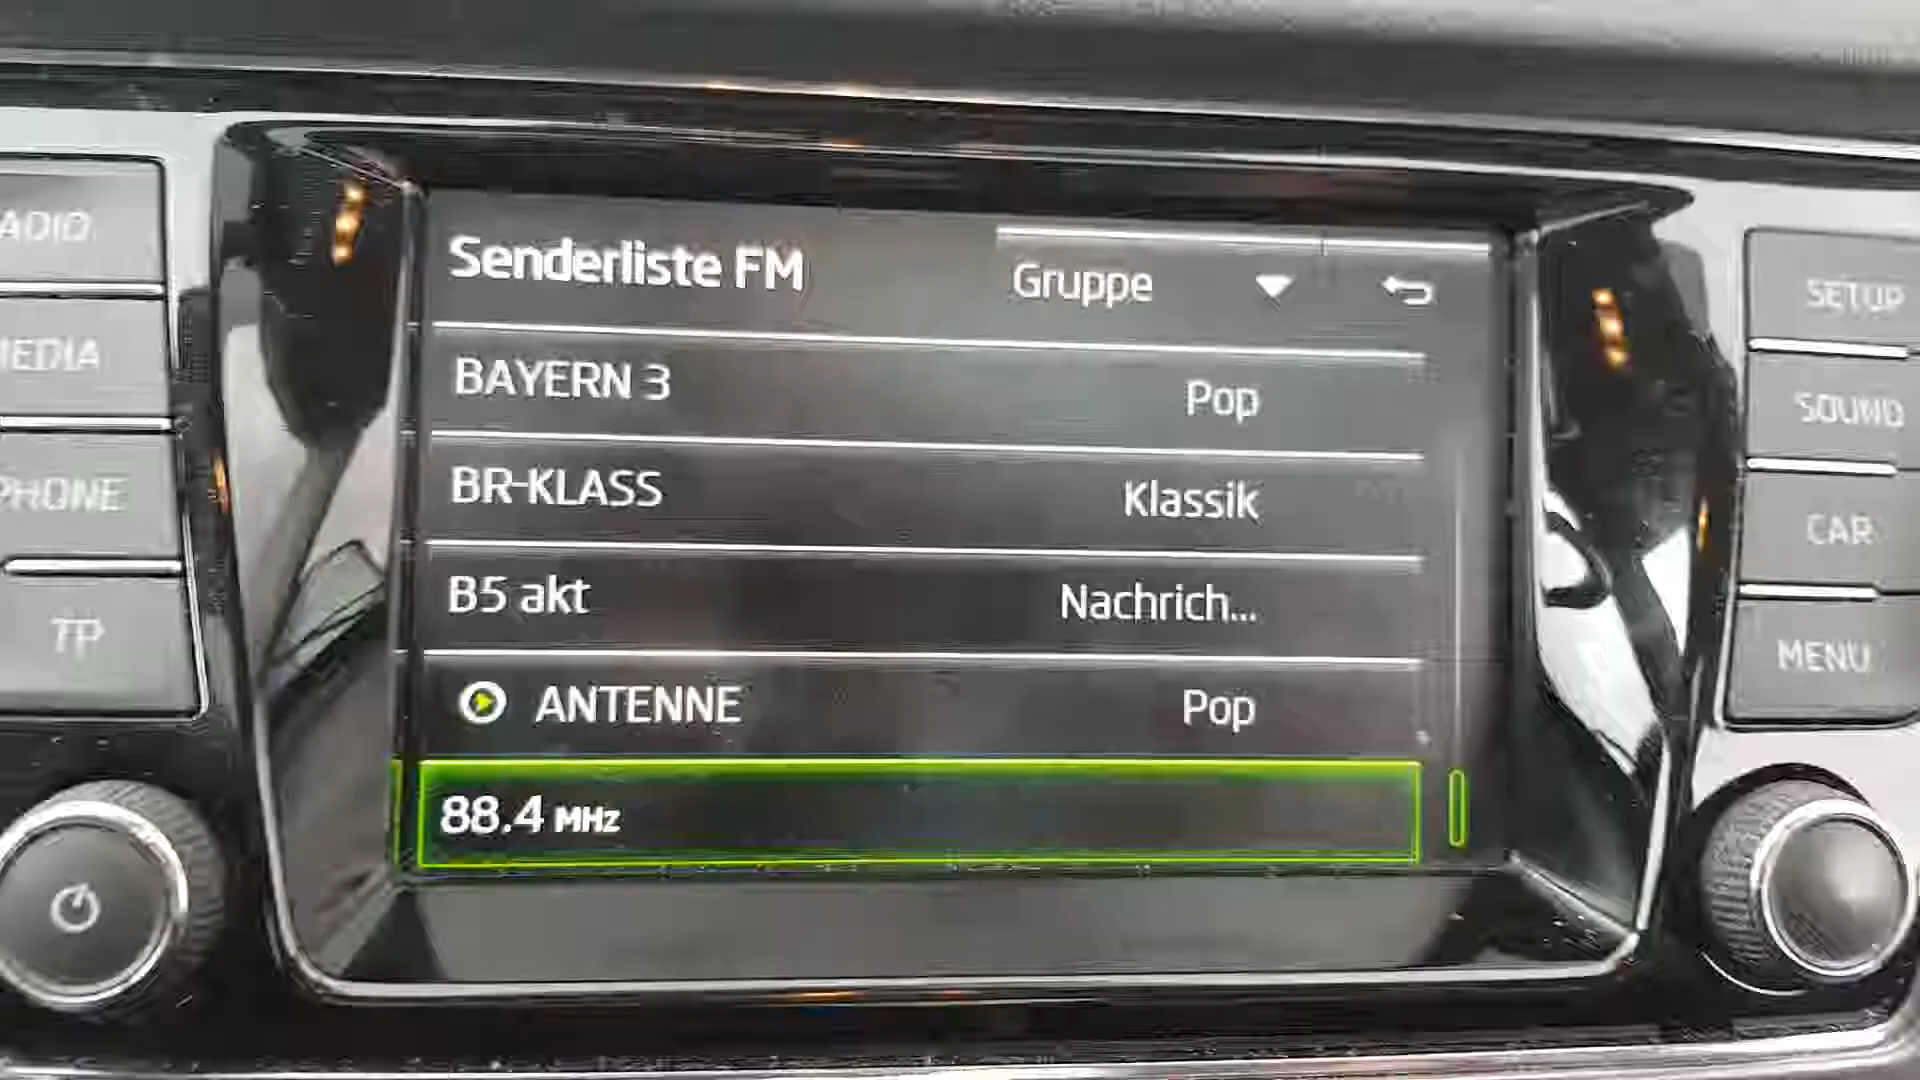 Senderliste FM
Gruppe
BAYERN 3 Pop
BR-KLASS Klassik
B5 akt Nachrich...
ANTENNE Pop
88.4 MHz
ADIO
MEDIA
PHONE
TP
SETUP
SOUND
CAR
MENU